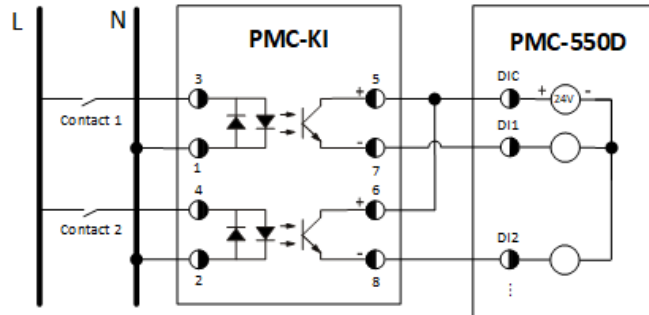 L
N
PMC-KI
PMC-550D
3
+
5
DIC
+
24V
-
Contact 1
DI1
1
-
7
4
+
6
Contact 2
DI2
2
-
8
⋮